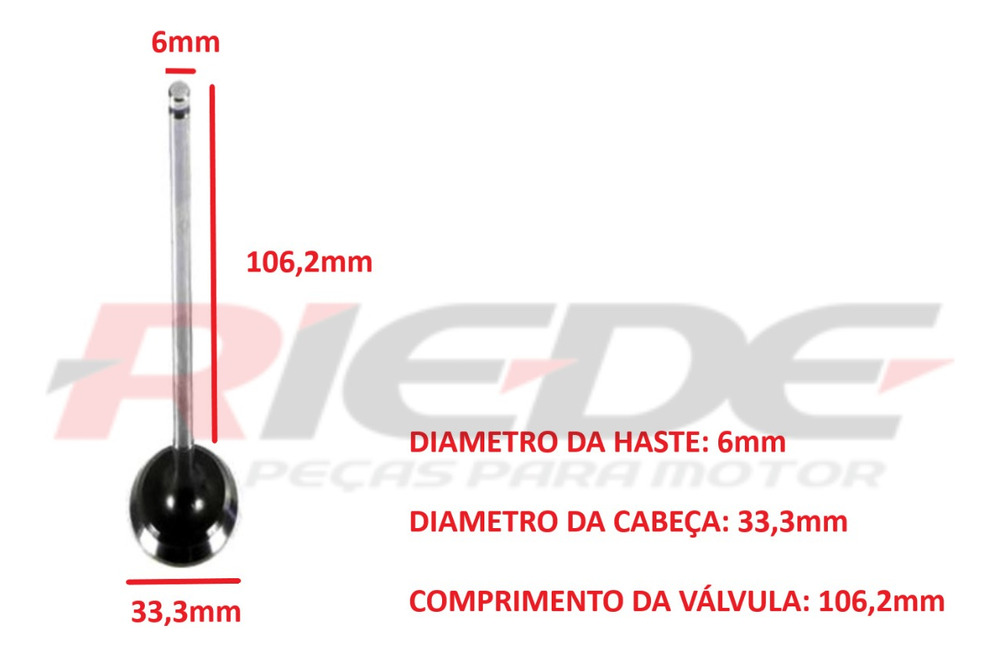 6mm
106,2mm
RIEDE
DIAMETRO DA HASTE: 6mm
PEÇAS PARA MOTOR
DIAMETRO DA CABEÇA: 33,3mm
33,3mm
COMPRIMENTO DA VÁLVULA: 106,2mm